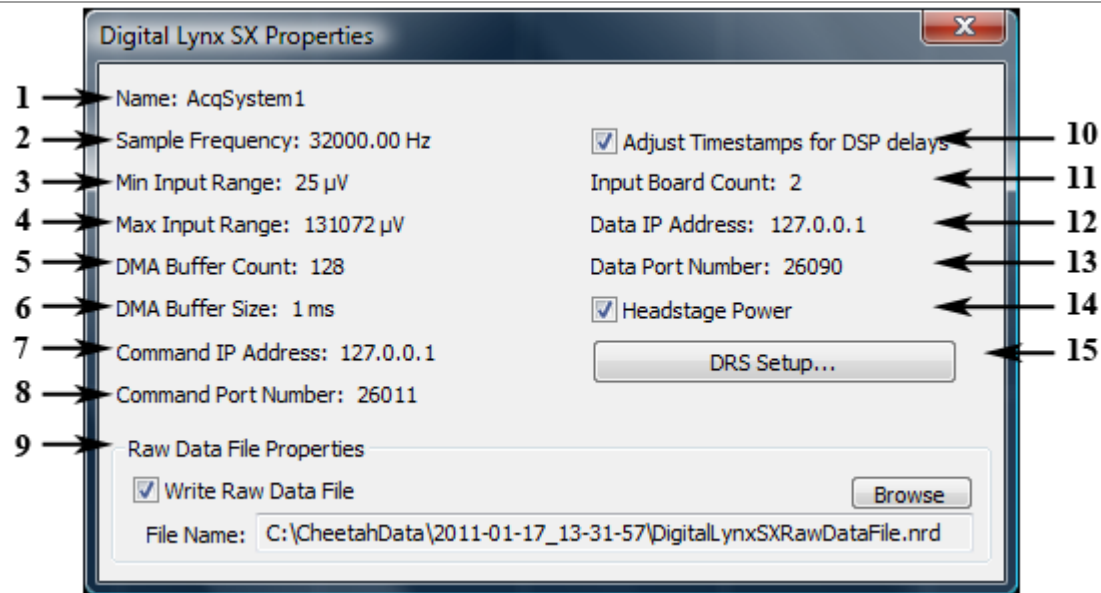 Digital Lynx SX Properties
1 Name: AcqSystem1
2 Sample Frequency: 32000.00 Hz
3 Min Input Range: 25 µV
4 Max Input Range: 131072 µV
5 DMA Buffer Count: 128
6 DMA Buffer Size: 1 ms
7 Command IP Address: 127.0.0.1
8 Command Port Number: 26011
Adjust Timestamps for DSP delays 10
Input Board Count: 2 11
Data IP Address: 127.0.0.1 12
Data Port Number: 26090 13
Headstage Power 14
DRS Setup... 15
9 Raw Data File Properties
Write Raw Data File
Browse
File Name: C:\CheetahData\2011-01-17_13-31-57\DigitalLynxSXRawDataFile.nrd